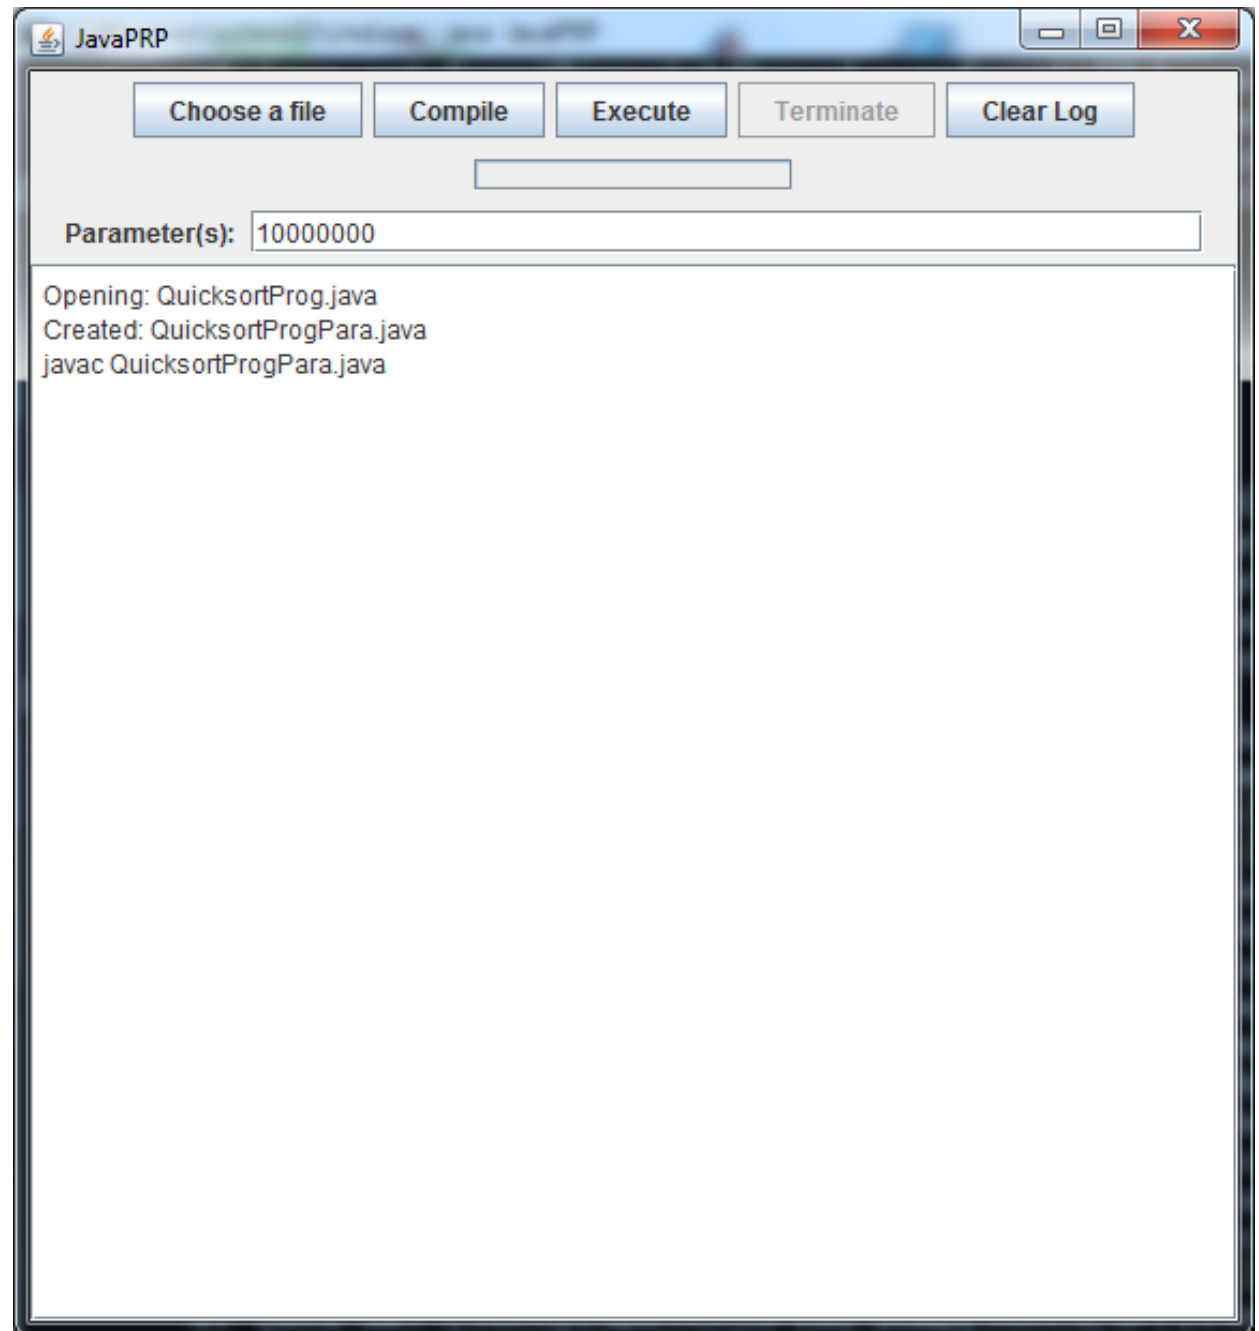 JavaPRP
Choose a file Compile Execute Terminate Clear Log
Parameter(s): 10000000
Opening: QuicksortProg.java
Created: QuicksortProgPara.java
javac QuicksortProgPara.java